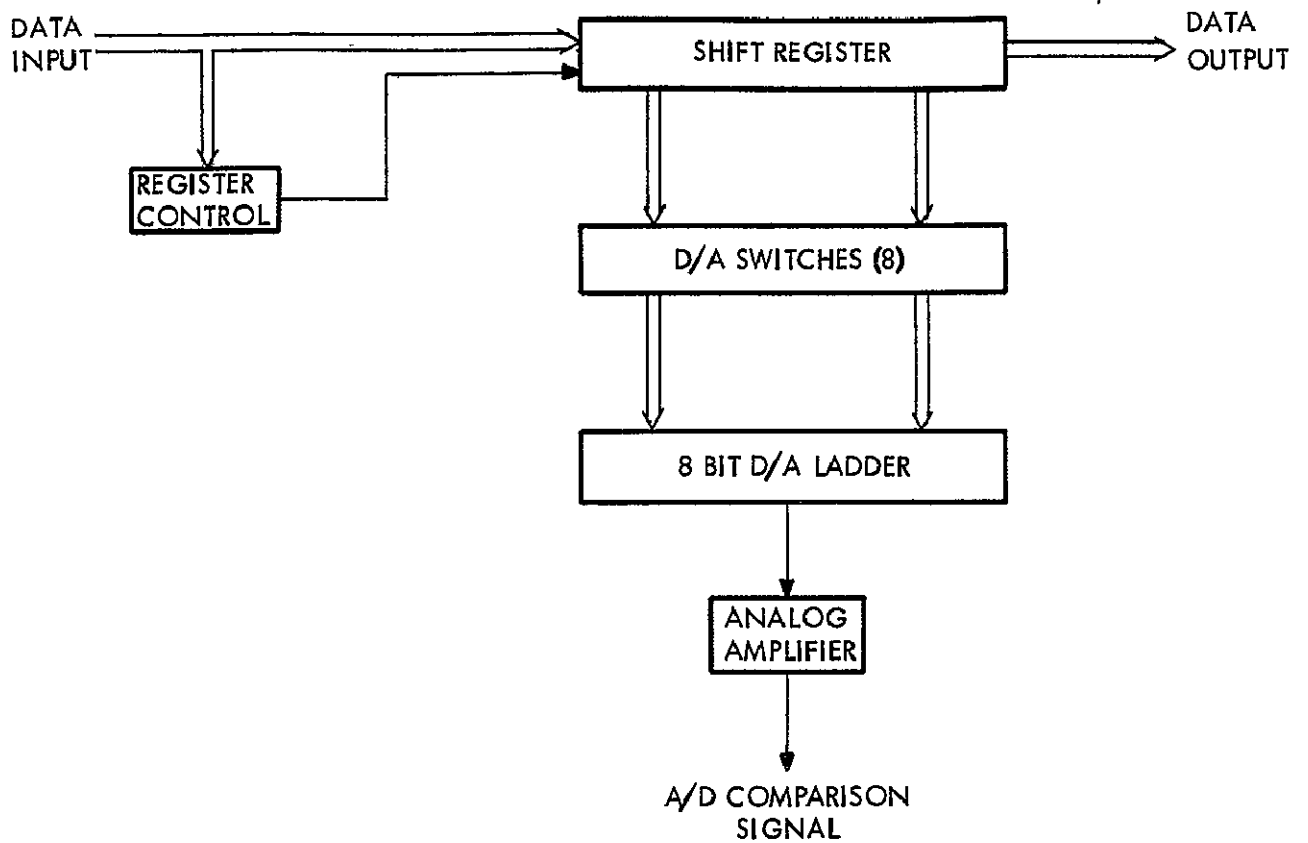 DATA
INPUT
SHIFT REGISTER
DATA
OUTPUT
REGISTER
CONTROL
D/A SWITCHES (8)
8 BIT D/A LADDER
ANALOG
AMPLIFIER
A/D COMPARISON
SIGNAL